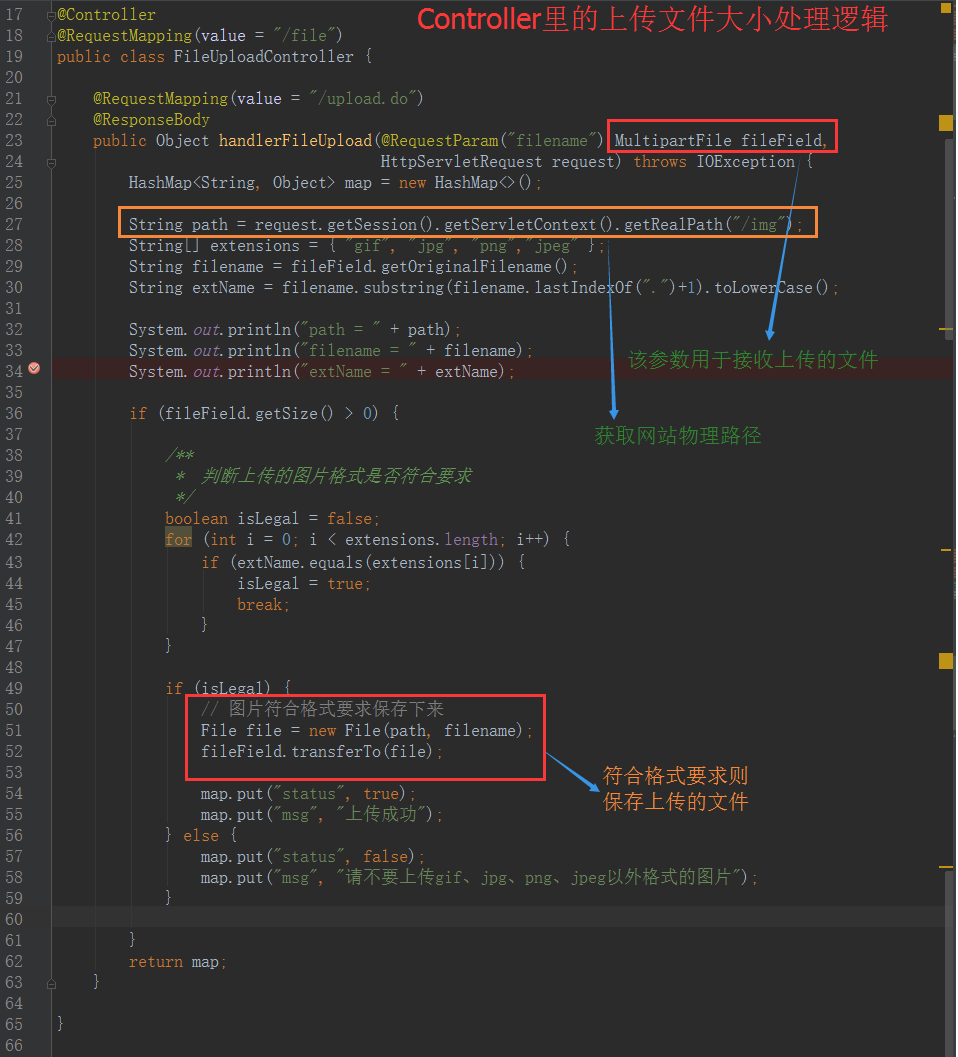 Controller里的上传文件大小处理逻辑
17 @Controller
18 @RequestMapping(value = "/file")
19 public class FileUploadController {
20
21 @RequestMapping(value = "/upload.do")
22 @ResponseBody
23 public Object handlerFileUpload(@RequestParam("filename") MultipartFile fileField,
24 HttpServletRequest request) throws IOException {
25 HashMap<String, Object> map = new HashMap<>();
26
27 String path = request.getSession().getServletContext().getRealPath("/img");
28 String[] extensions = { "gif", "jpg", "png","jpeg" };
29 String filename = fileField.getOriginalFilename();
30 String extName = filename.substring(filename.lastIndexOf(".")+1).toLowerCase();
31
32 System.out.println("path = " + path);
33 System.out.println("filename = " + filename);
该参数用于接收上传的文件
34 System.out.println("extName = " + extName);
35
36 if (fileField.getSize() > 0) {
37
获取网站物理路径
38 /**
39 * 判断上传的图片格式是否符合要求
40 */
41 boolean isLegal = false;
42 for (int i = 0; i < extensions.length; i++) {
43 if (extName.equals(extensions[i])) {
44 isLegal = true;
45 break;
46 }
47 }
48
49 if (isLegal) {
50 // 图片符合格式要求保存下来
51 File file = new File(path, filename);
52 fileField.transferTo(file);
53
符合格式要求则
保存上传的文件
54 map.put("status", true);
55 map.put("msg", "上传成功");
56 } else {
57 map.put("status", false);
58 map.put("msg", "请不要上传gif、jpg、png、jpeg以外格式的图片");
59 }
60
61 }
62 return map;
63 }
64
65 }
66